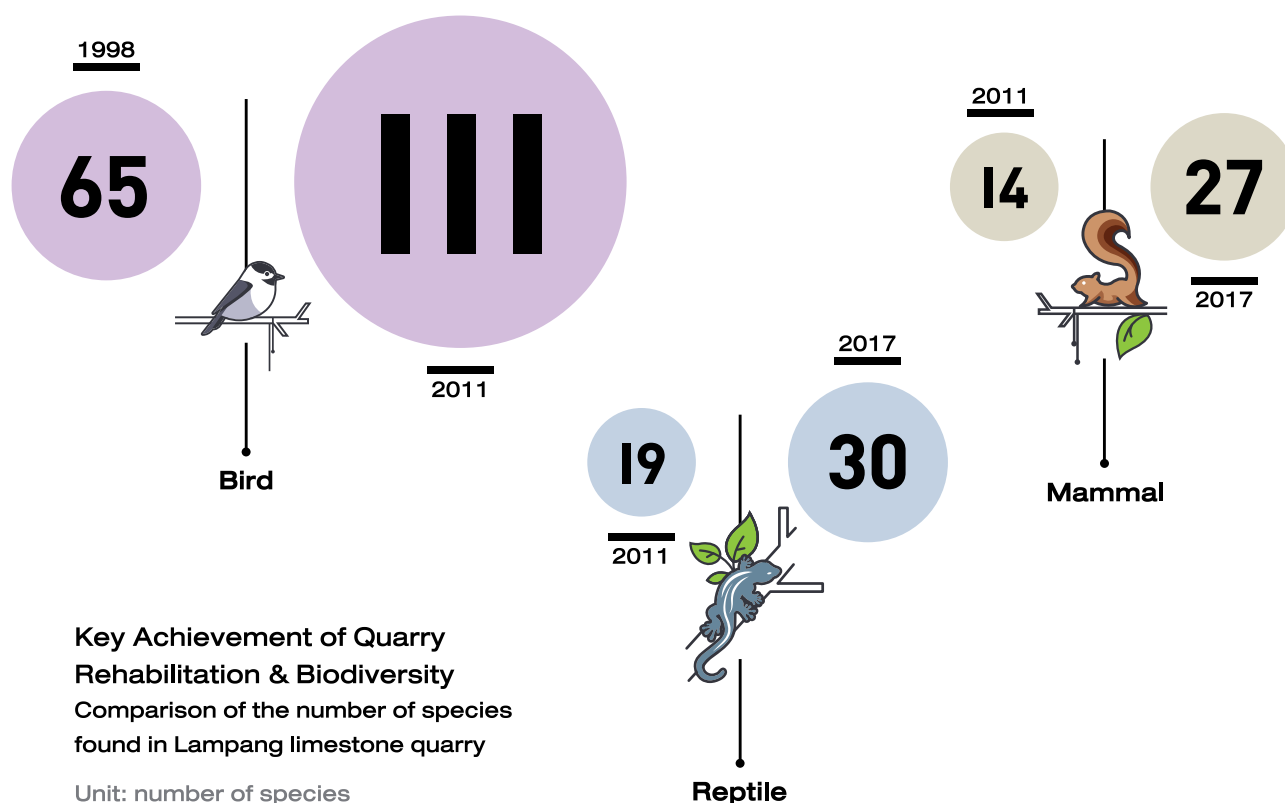 1998
65
111
2011
Bird
2011
14
27
2017
Mammal
2017
19
30
2011
Reptile
Key Achievement of Quarry
Rehabilitation & Biodiversity
Comparison of the number of species
found in Lampang limestone quarry
Unit: number of species